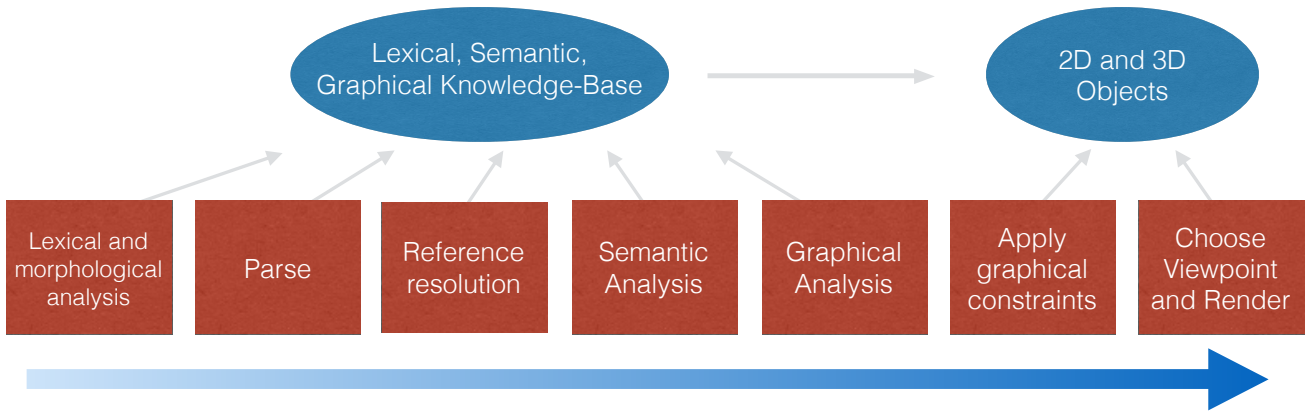 Lexical, Semantic,
Graphical Knowledge-Base
2D and 3D
Objects
Lexical and
morphological
analysis
Parse
Reference
resolution
Semantic
Analysis
Graphical
Analysis
Apply
graphical
constraints
Choose
Viewpoint
and Render